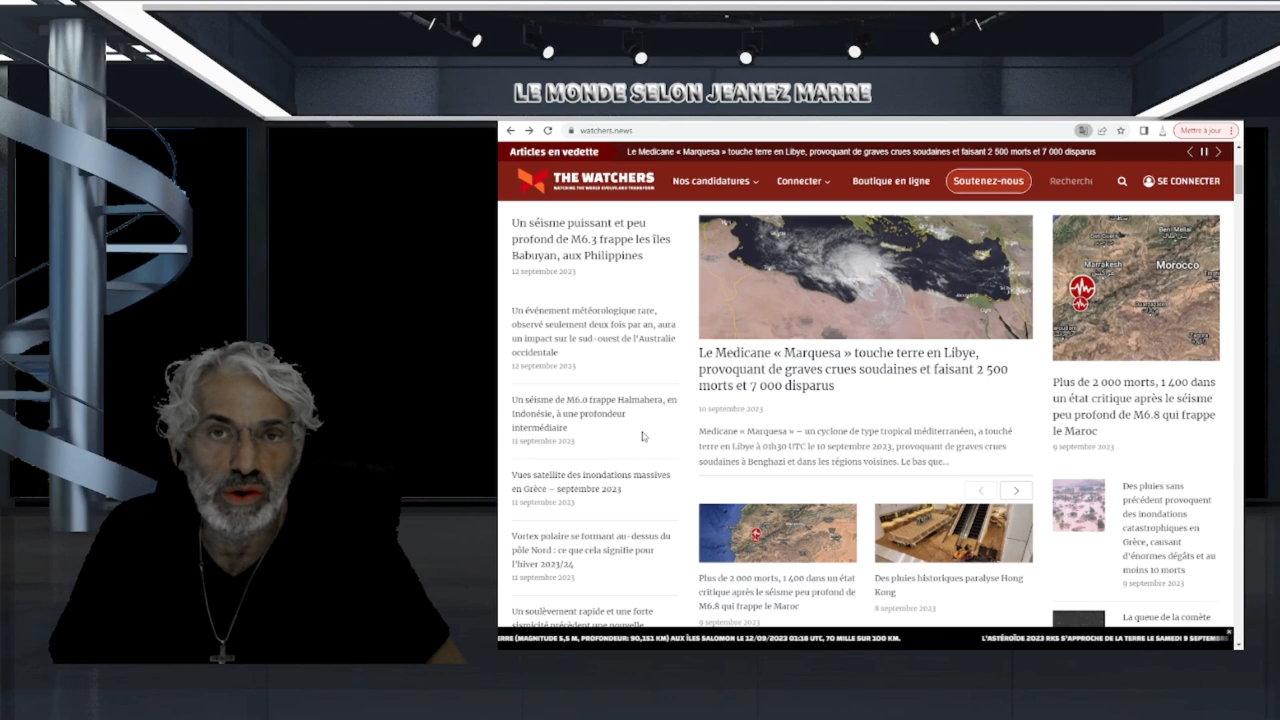 LE MONDE SELON JEANEZ MARRE
watchers.news
Mettre à jour
Articles en vedette
Le Medicane « Marquesa » touche terre en Libye, provoquant de graves crues soudaines et faisant 2 500 morts et 7 000 disparus
THE WATCHERS
Nos candidatures
Connecter
Boutique en ligne
Soutenez-nous
Recherche
SE CONNECTER
Un séisme puissant et peu
profond de M6.3 frappe les îles
Babuyan, aux Philippines
12 septembre 2023
Un événement météorologique rare,
observé seulement deux fois par an, aura
un impact sur le sud-ouest de l'Australie
occidentale
12 septembre 2023
Un séisme de M6.0 frappe Halmahera, en
Indonésie, à une profondeur
intermédiaire
11 septembre 2023
Vues satellite des inondations massives
en Grèce – septembre 2023
11 septembre 2023
Vortex polaire se formant au-dessus du
pôle Nord : ce que cela signifie pour
l'hiver 2023/24
11 septembre 2023
Un soulèvement rapide et une forte
sismicité précèdent une nouvelle
Le Medicane « Marquesa » touche terre en Libye,
provoquant de graves crues soudaines et faisant 2 500
morts et 7 000 disparus
10 septembre 2023
Medicane « Marquesa » – un cyclone de type tropical méditerranéen, a touché
terre en Libye à 01h30 UTC le 10 septembre 2023, provoquant de graves crues
soudaines à Benghazi et dans les régions voisines. Le bas que...
Plus de 2 000 morts, 1 400 dans un état
critique après le séisme peu profond de
M6.8 qui frappe le Maroc
9 septembre 2023
Des pluies historiques paralyse Hong
Kong
8 septembre 2023
Beni-Mellal
Marrakesh
Morocco
Plus de 2 000 morts, 1 400 dans
un état critique après le séisme
peu profond de M6.8 qui frappe
le Maroc
9 septembre 2023
Des pluies sans
précédent provoquent
des inondations
catastrophiques en
Grèce, causant
d'énormes dégâts et au
moins 10 morts
9 septembre 2023
La queue de la comète
ERRE (MAGNITUDE 5,5 M, PROFONDEUR: 90,151 KM) AUX ÎLES SALOMON LE 12/09/2023 01:18 UTC, 70 MILLE SUR 100 KM.
L'ASTÉROÏDE 2023 RKS S'APPROCHE DE LA TERRE LE SAMEDI 9 SEPTEMBRE